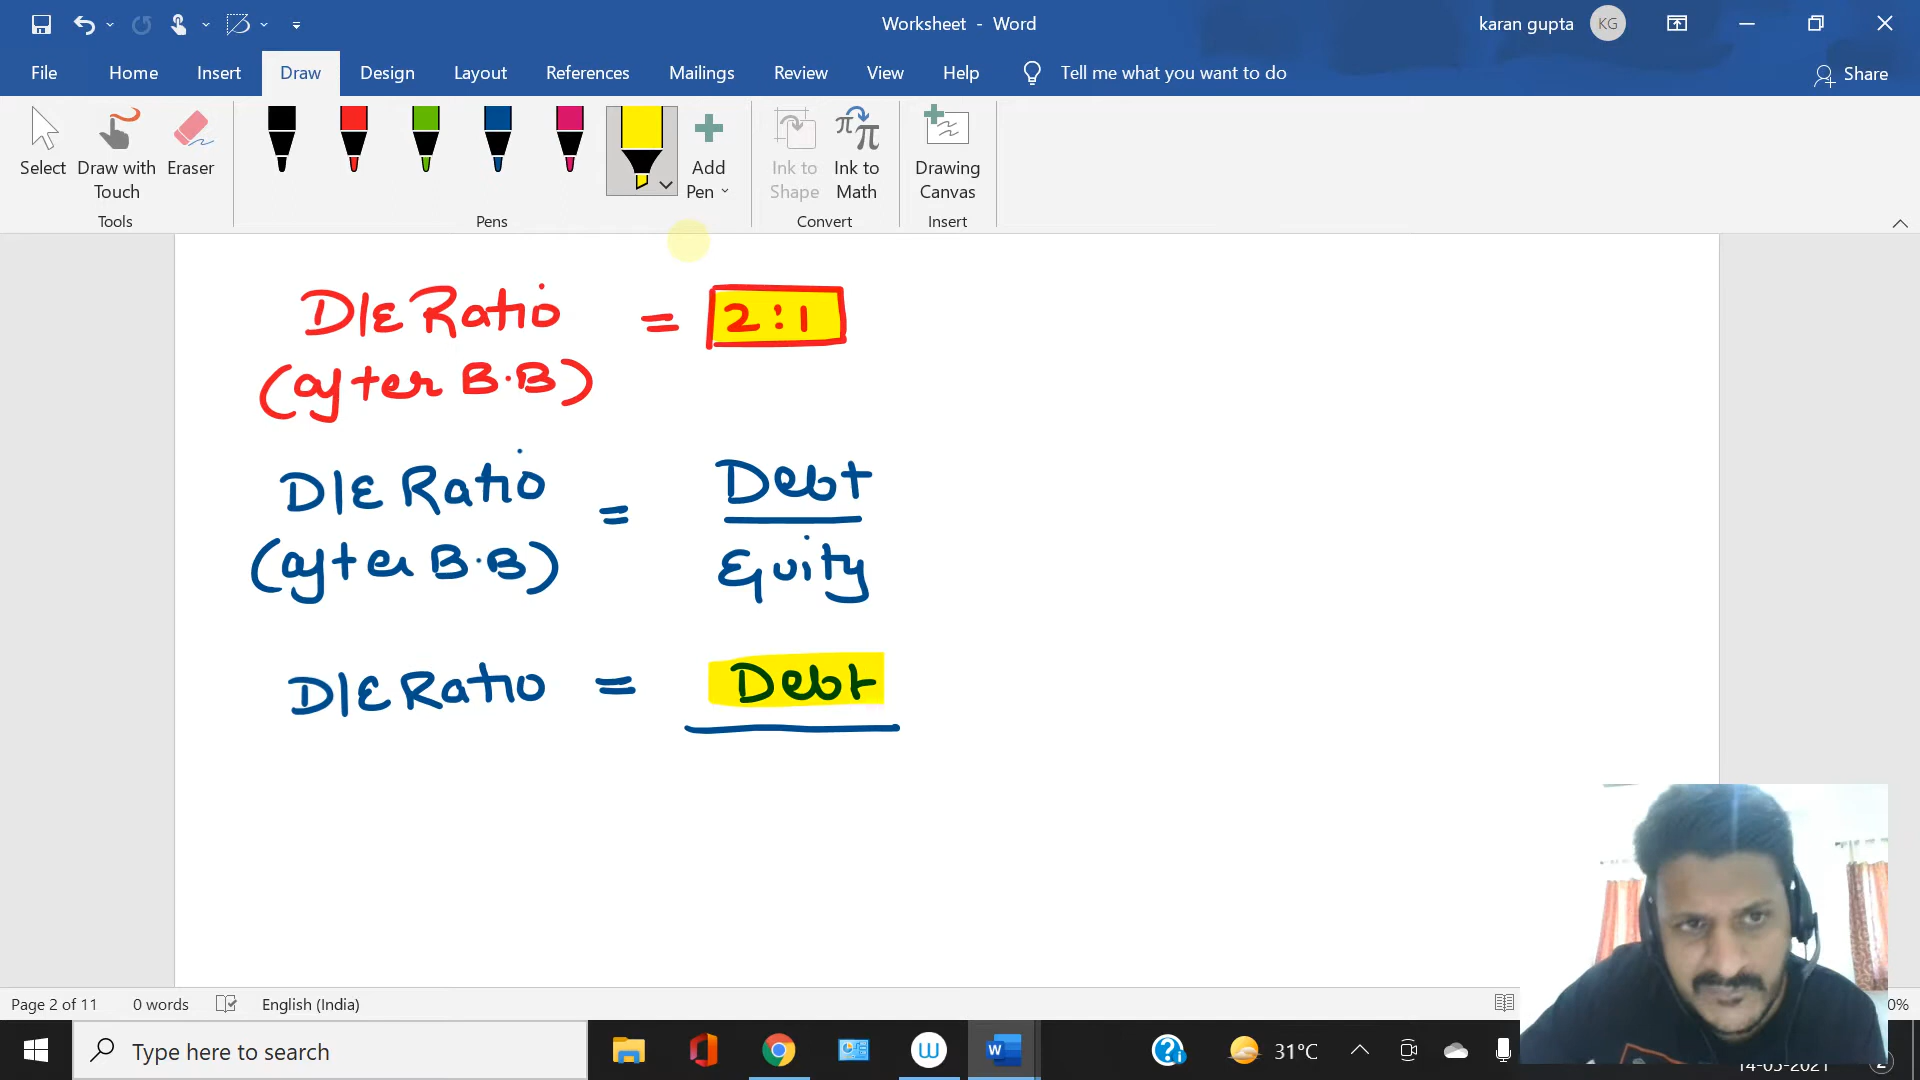 Worksheet - Word
karan gupta KG
File Home Insert Draw Design Layout References Mailings Review View Help Tell me what you want to do Share
Select Draw with Touch Eraser Add Pen Ink to Shape Ink to Math Drawing Canvas
Tools Pens Convert Insert
D/E Ratio = 2:1
(after B.B)
D/E Ratio = Debt
(after B.B) Equity
D/E Ratio = Debt
Page 2 of 11 0 words English (India) 0%
Type here to search 31°C